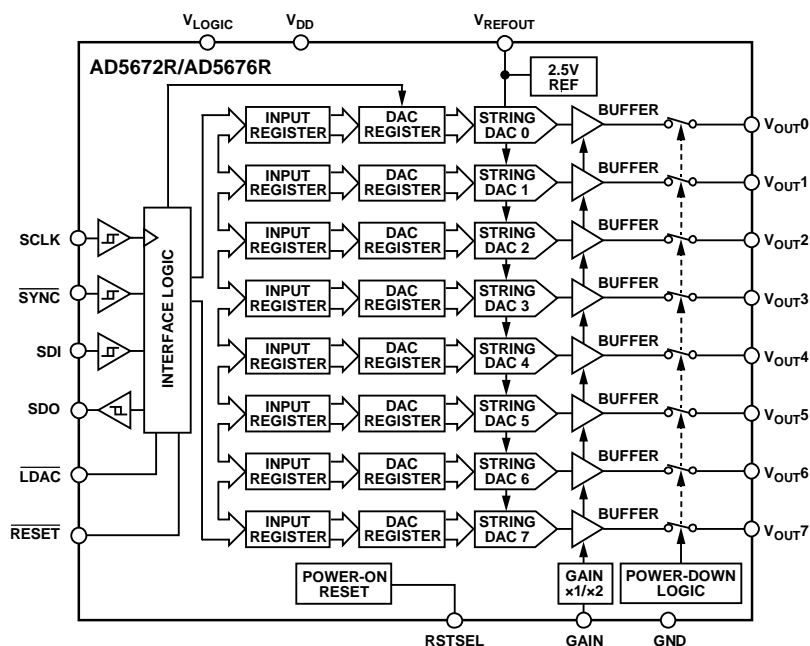 VLOGIC VDD VREFOUT
AD5672R/AD5676R
2.5V
REF
INPUT REGISTER DAC REGISTER STRING DAC 0 BUFFER VOUT0
INPUT REGISTER DAC REGISTER STRING DAC 1 BUFFER VOUT1
INPUT REGISTER DAC REGISTER STRING DAC 2 BUFFER VOUT2
INPUT REGISTER DAC REGISTER STRING DAC 3 BUFFER VOUT3
INPUT REGISTER DAC REGISTER STRING DAC 4 BUFFER VOUT4
INPUT REGISTER DAC REGISTER STRING DAC 5 BUFFER VOUT5
INPUT REGISTER DAC REGISTER STRING DAC 6 BUFFER VOUT6
INPUT REGISTER DAC REGISTER STRING DAC 7 BUFFER VOUT7
SCLK
SYNC
SDI
SDO
LDAC
RESET
INTERFACE LOGIC
POWER-ON
RESET
GAIN
×1/×2
POWER-DOWN
LOGIC
RSTSEL GAIN GND